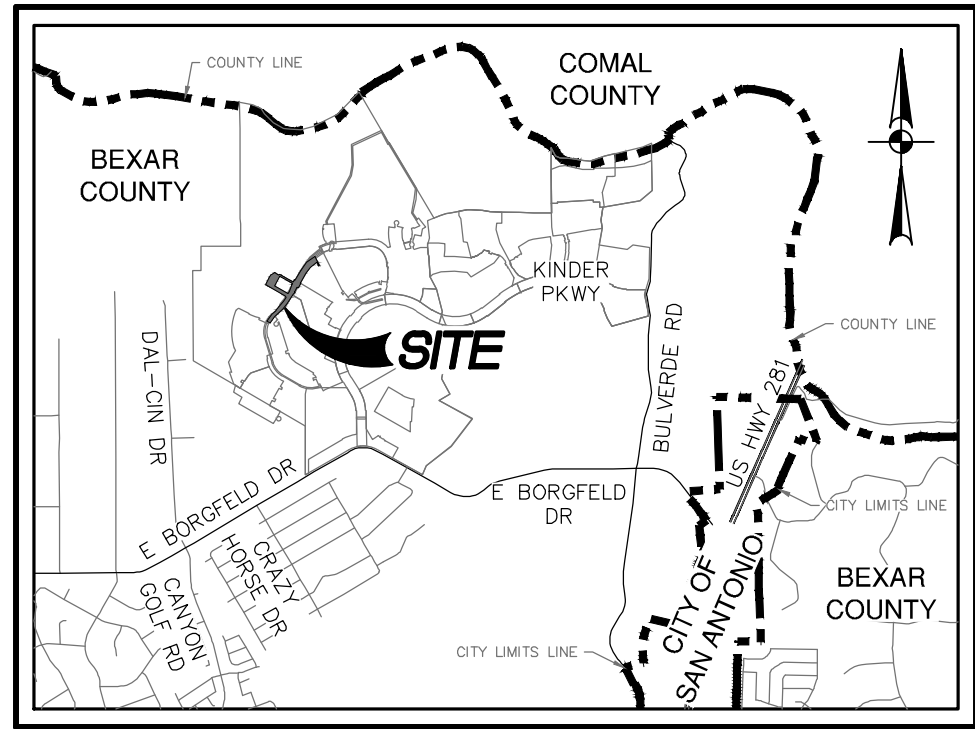 COUNTY LINE
COMAL
COUNTY
BEXAR
COUNTY
KINDER
PKWY
SITE
DAL-CIN DR
BULVERDE RD
COUNTY LINE
US HWY 281
E BORGFELD DR
E BORGFELD
DR
CITY LIMITS LINE
CRAZY
HORSE DR
CANYON
GOLF RD
CITY OF
SAN ANTONIO
BEXAR
COUNTY
CITY LIMITS LINE